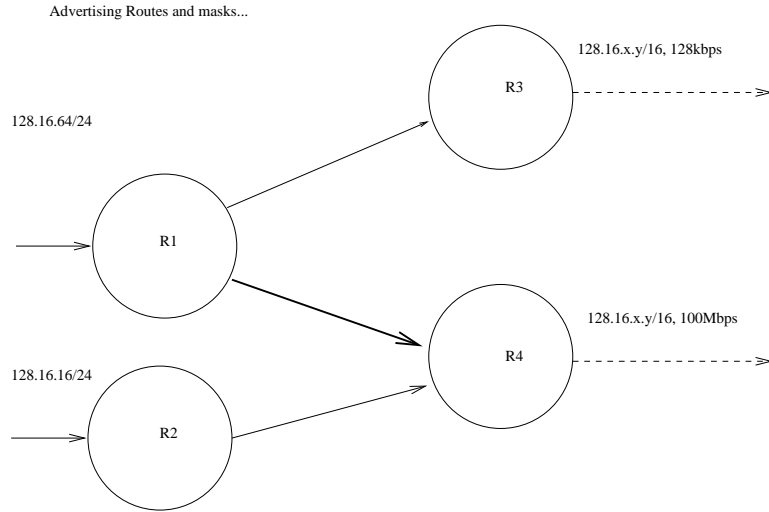 Advertising Routes and masks...
128.16.x.y/16, 128kbps
R3
128.16.64/24
R1
128.16.x.y/16, 100Mbps
R4
128.16.16/24
R2